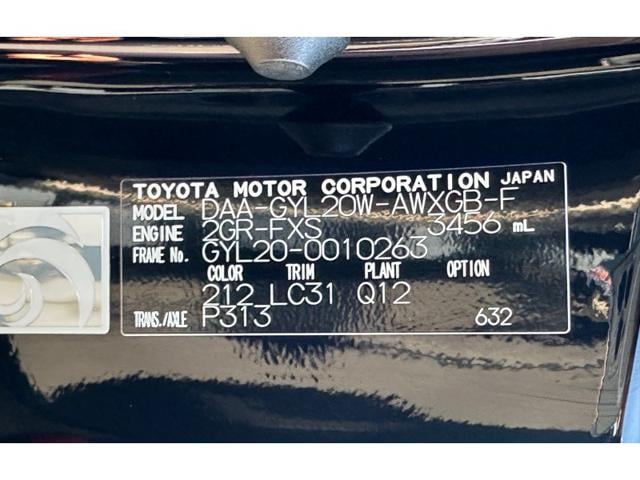 TOYOTA MOTOR CORPORATION JAPAN
MODEL DAA-GYL20W-AWXGB-F
ENGINE 2GR-FXS 3456 mL
FRAME No. GYL20-0010263
COLOR TRIM PLANT OPTION
212 LC31 Q12
TRANS./AXLE P313 632